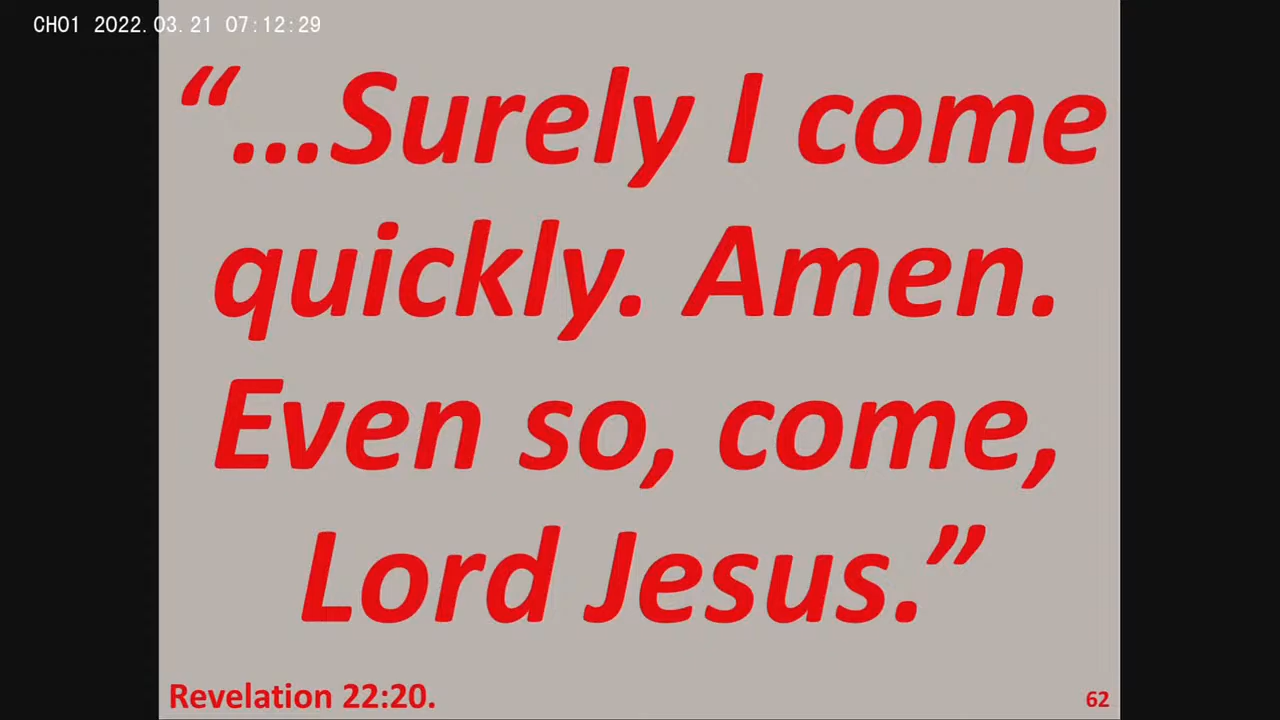 CH01 2022.03.21 07:12:29
“...Surely I come
quickly. Amen.
Even so, come,
Lord Jesus.”
Revelation 22:20.
62